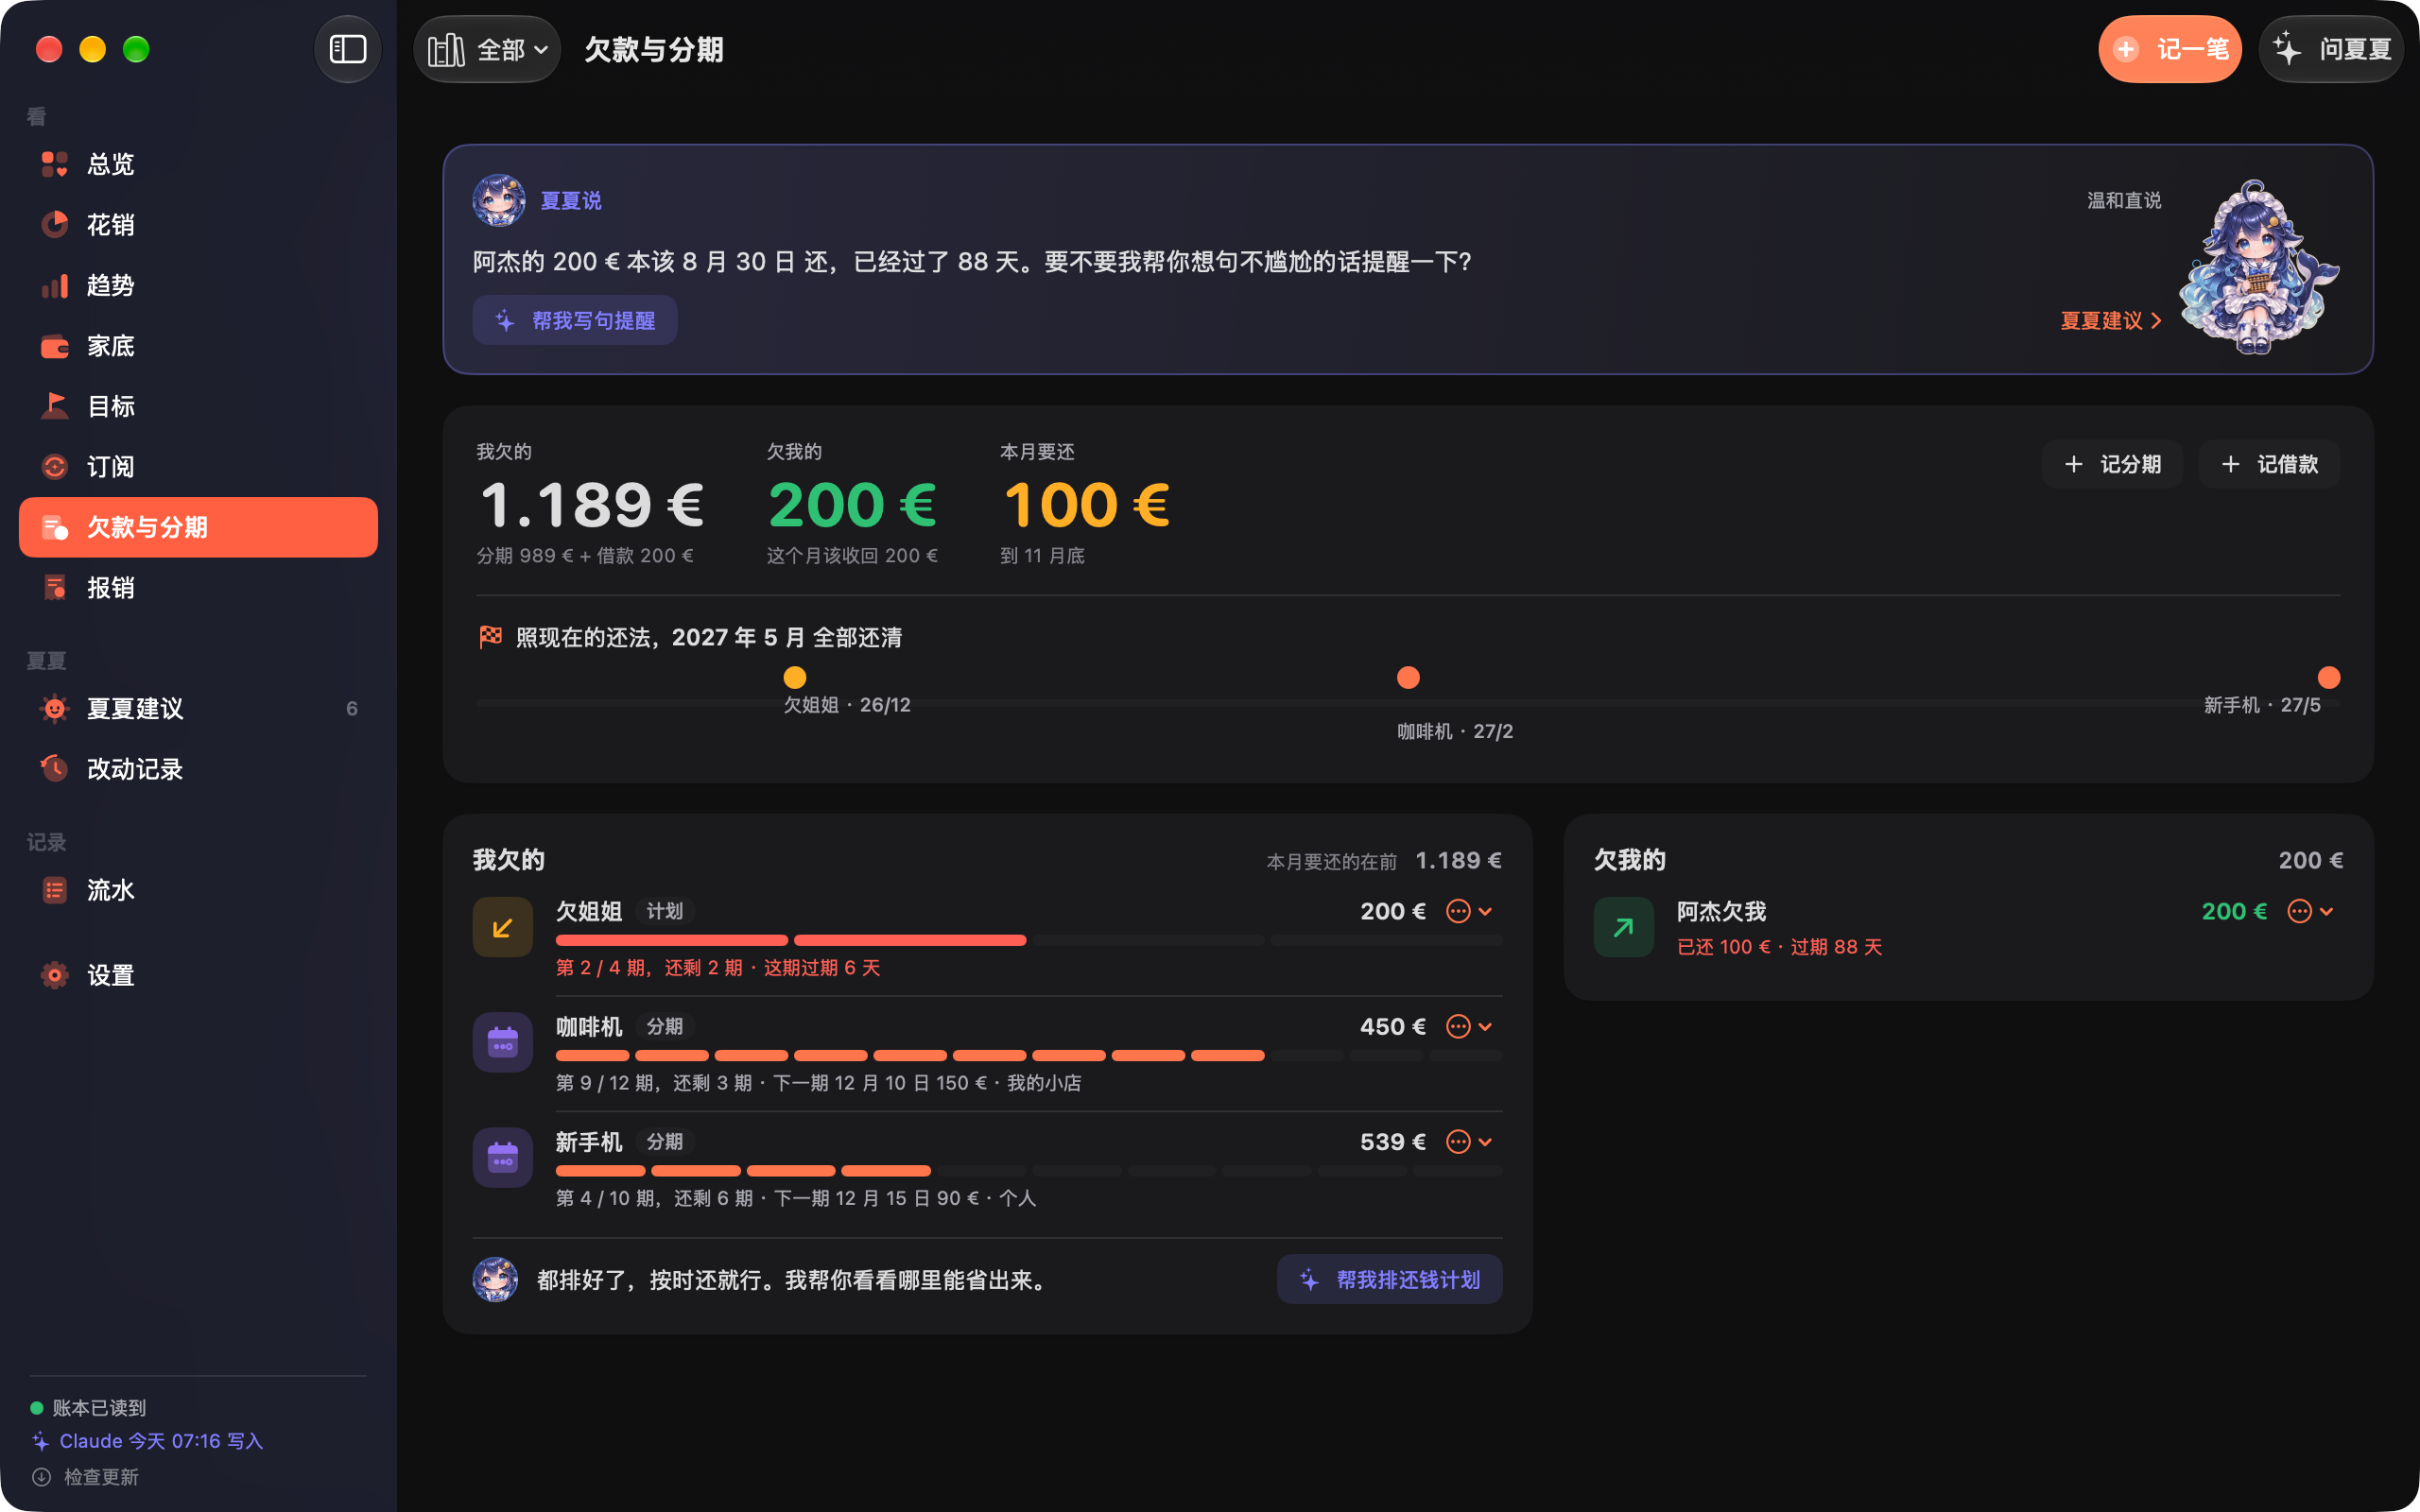 全部
欠款与分期
记一笔
问夏夏
看
总览
花销
趋势
家底
目标
订阅
欠款与分期
报销
夏夏
夏夏建议 6
改动记录
记录
流水
设置
账本已读到
Claude 今天 07:16 写入
检查更新
夏夏说
温和直说
阿杰的 200 € 本该 8 月 30 日 还，已经过了 88 天。要不要我帮你想句不尴尬的话提醒一下？
帮我写句提醒
夏夏建议
我欠的
1.189 €
分期 989 € + 借款 200 €
欠我的
200 €
这个月该收回 200 €
本月要还
100 €
到 11 月底
记分期
记借款
照现在的还法，2027 年 5 月 全部还清
欠姐姐 · 26/12
咖啡机 · 27/2
新手机 · 27/5
我欠的
本月要还的在前 1.189 €
欠姐姐 计划 200 €
第 2 / 4 期，还剩 2 期 · 这期过期 6 天
咖啡机 分期 450 €
第 9 / 12 期，还剩 3 期 · 下一期 12 月 10 日 150 € · 我的小店
新手机 分期 539 €
第 4 / 10 期，还剩 6 期 · 下一期 12 月 15 日 90 € · 个人
都排好了，按时还就行。我帮你看看哪里能省出来。
帮我排还钱计划
欠我的 200 €
阿杰欠我 200 €
已还 100 € · 过期 88 天